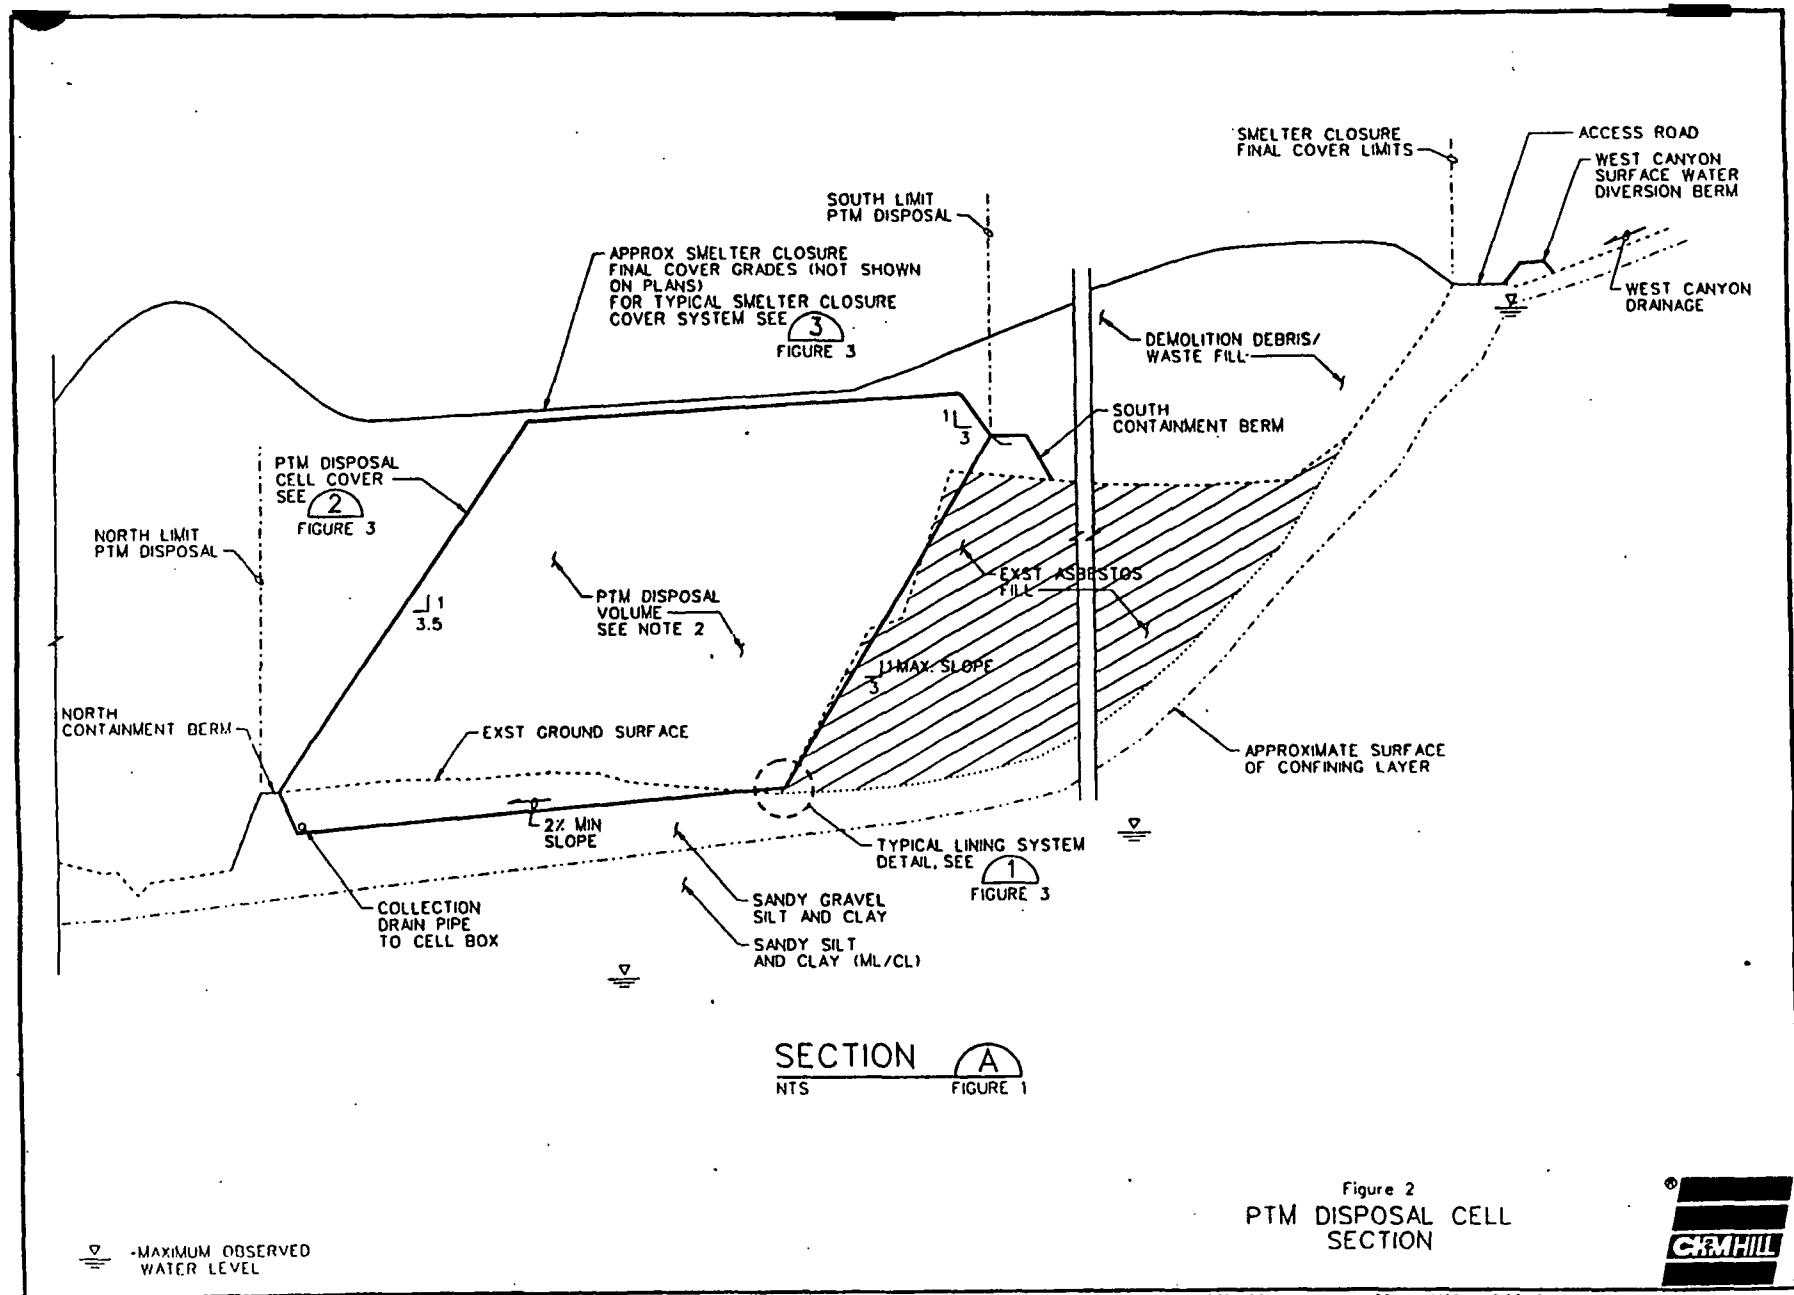 SMELTER CLOSURE
FINAL COVER LIMITS
ACCESS ROAD
WEST CANYON
SURFACE WATER
DIVERSION BERM
SOUTH LIMIT
PTM DISPOSAL
APPROX SMELTER CLOSURE
FINAL COVER GRADES (NOT SHOWN
ON PLANS)
FOR TYPICAL SMELTER CLOSURE
COVER SYSTEM SEE 3
FIGURE 3
WEST CANYON
DRAINAGE
DEMOLITION DEBRIS/
WASTE FILL
1
3
SOUTH
CONTAINMENT BERM
PTM DISPOSAL
CELL COVER
SEE 2
FIGURE 3
NORTH LIMIT
PTM DISPOSAL
EXST ASBESTOS
FILL
1
3.5
PTM DISPOSAL
VOLUME
SEE NOTE 2
1 MAX. SLOPE
3
NORTH
CONTAINMENT BERM
EXST GROUND SURFACE
APPROXIMATE SURFACE
OF CONFINING LAYER
2% MIN
SLOPE
TYPICAL LINING SYSTEM
DETAIL, SEE 1
FIGURE 3
COLLECTION
DRAIN PIPE
TO CELL BOX
SANDY GRAVEL
SILT AND CLAY
SANDY SILT
AND CLAY (ML/CL)
SECTION A
NTS FIGURE 1
Figure 2
PTM DISPOSAL CELL
SECTION
-MAXIMUM OBSERVED
WATER LEVEL
®
CH2M HILL